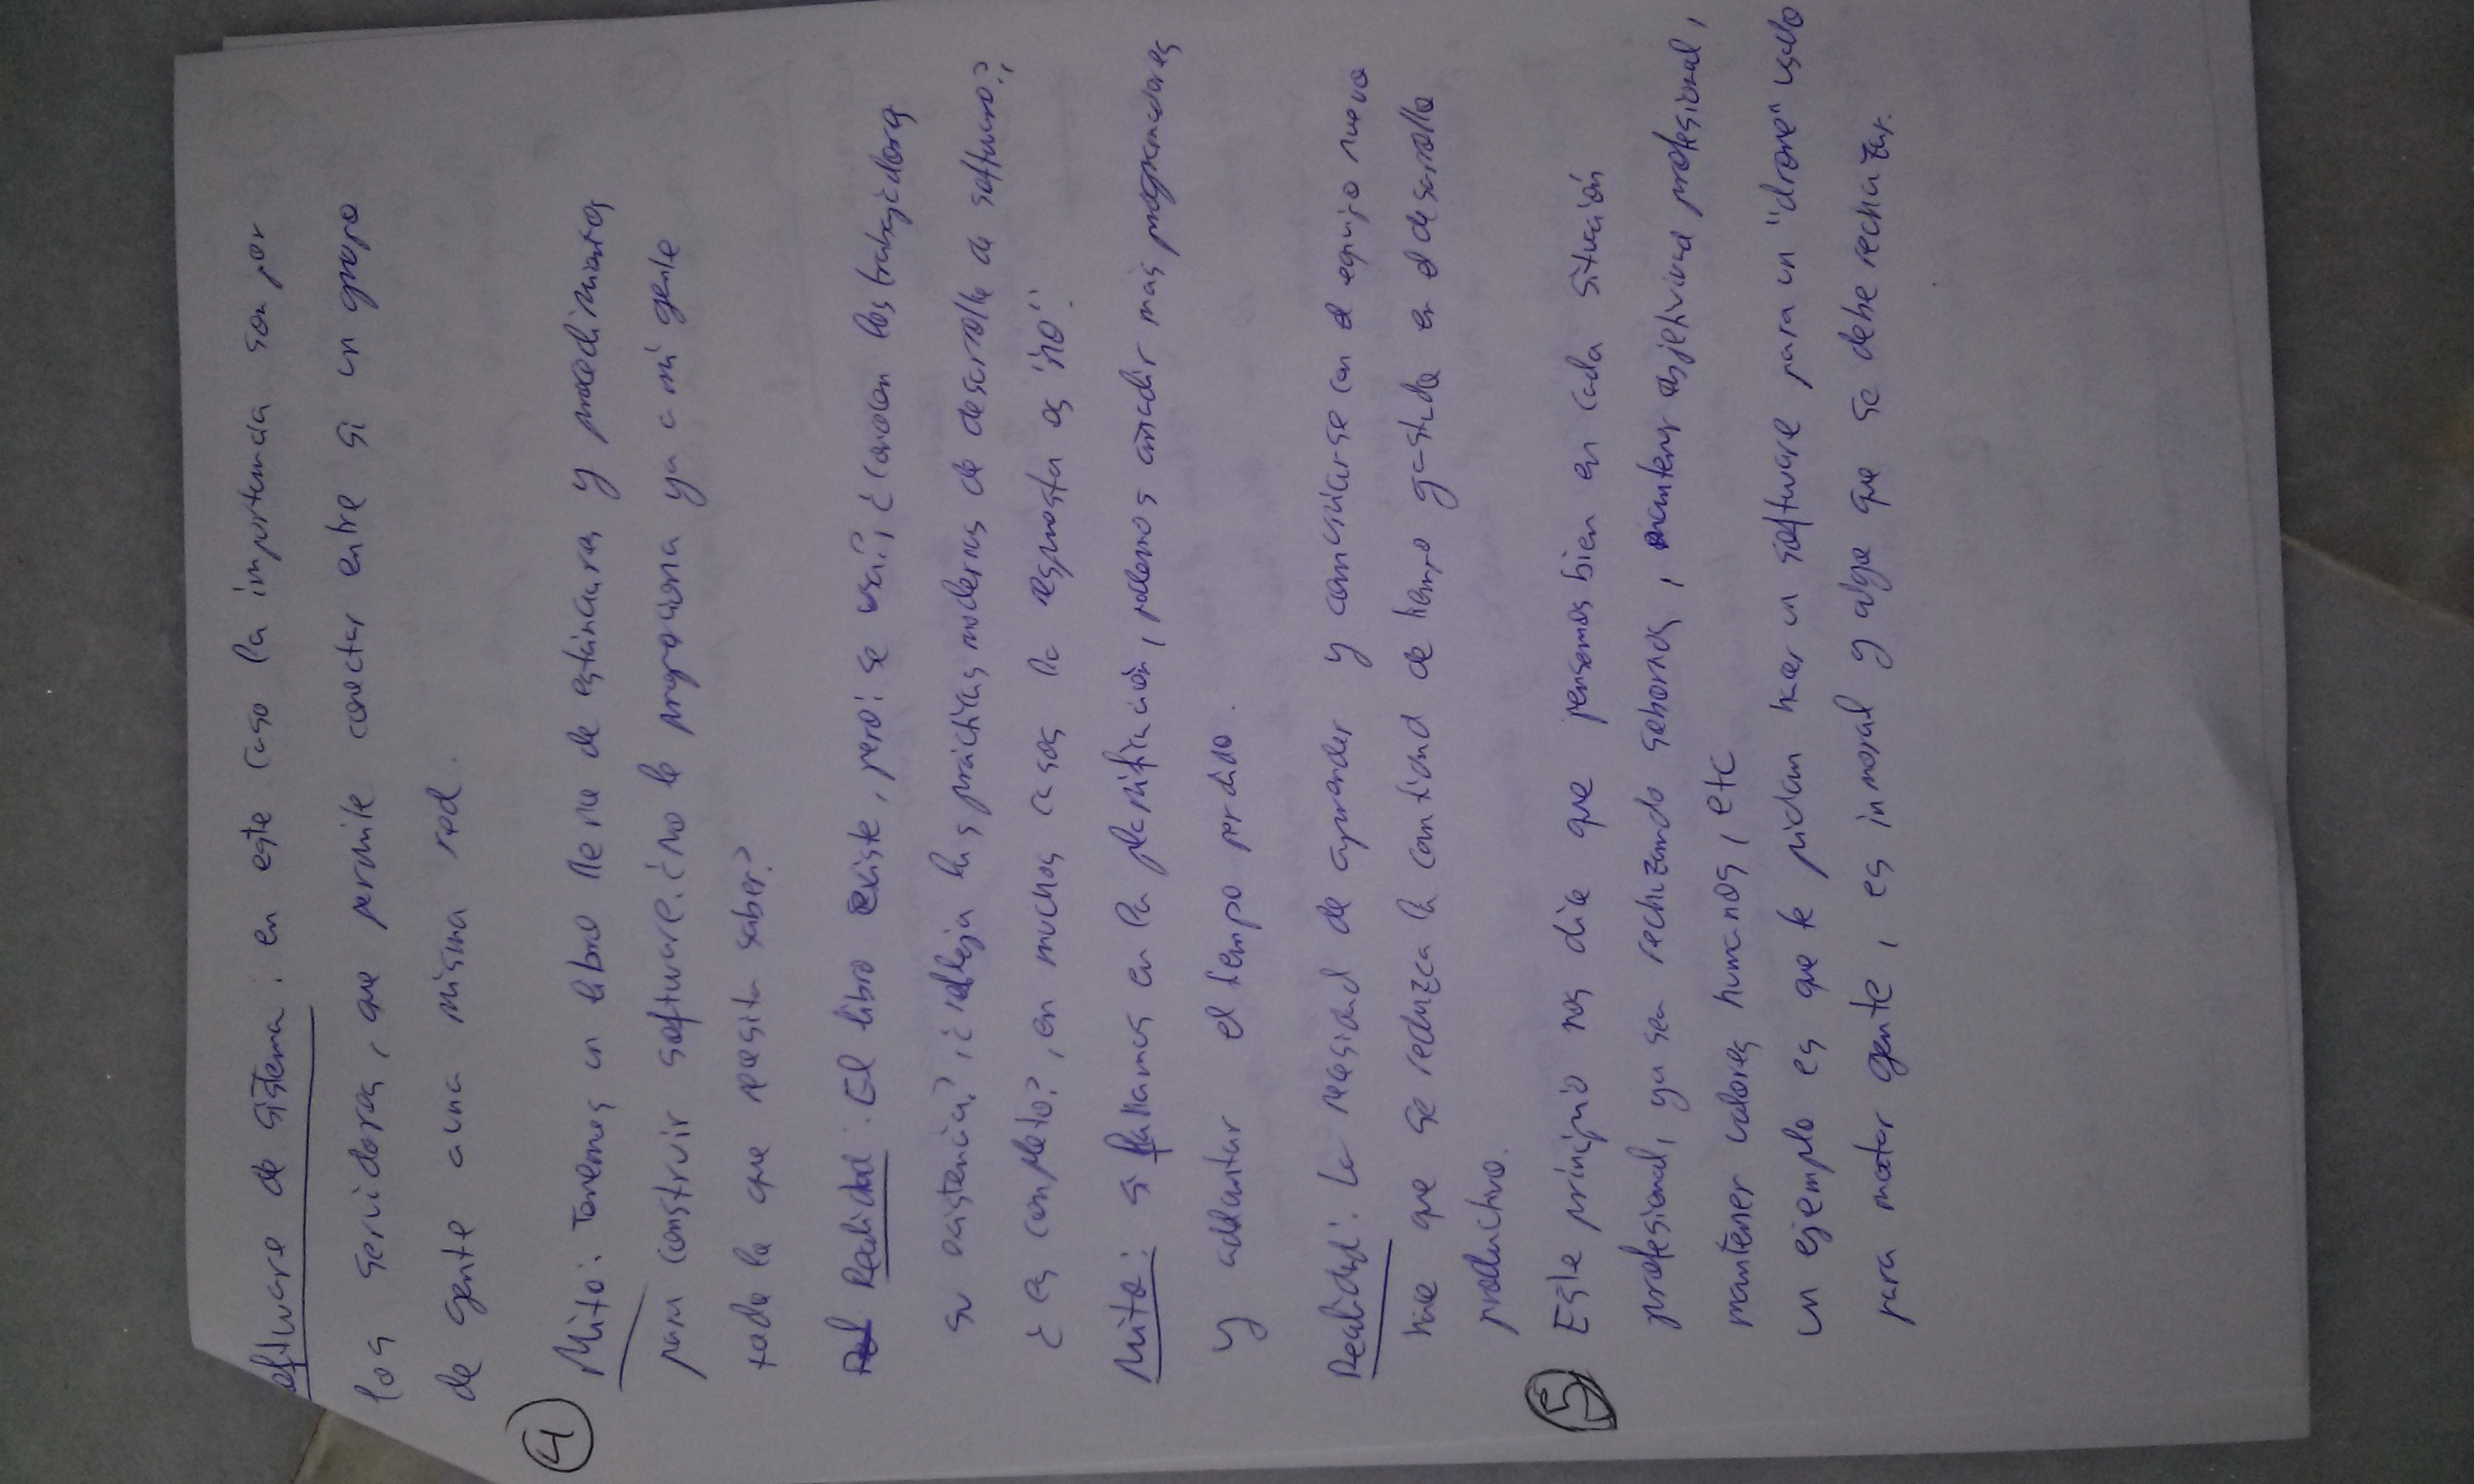 oftware de sistema: en este caso la importancia son por
los servidores, que permite conectar entre si un grupo
de gente a una misma red.
4
Mito: Tenemos un libro lleno de estándares y procedimientos
para construir software. ¿No le proporciona ya a mi gente
todo lo que necesita saber?
Realidad: El libro existe, pero: se usa?, ¿conocen los trabajadores
su existencia?, ¿refleja las prácticas modernas de desarrollo de software?,
¿es completo?, en muchos casos la respuesta es "no".
Mito: si fallamos en la planificación, podemos añadir más programadores
y adelantar el tiempo perdido.
Realidad: La necesidad de aprender y comunicarse con el equipo nuevo
hace que se reduzca la cantidad de tiempo gastado en el desarrollo
productivo.
5
Este principio nos dice que pensemos bien en cada situación
profesional, ya sea rechazando sobornos, mantener objetividad profesional,
mantener valores humanos, etc
un ejemplo es que te pidan hacer un software para un "drone" usado
para matar gente, es inmoral y algo que se debe rechazar.